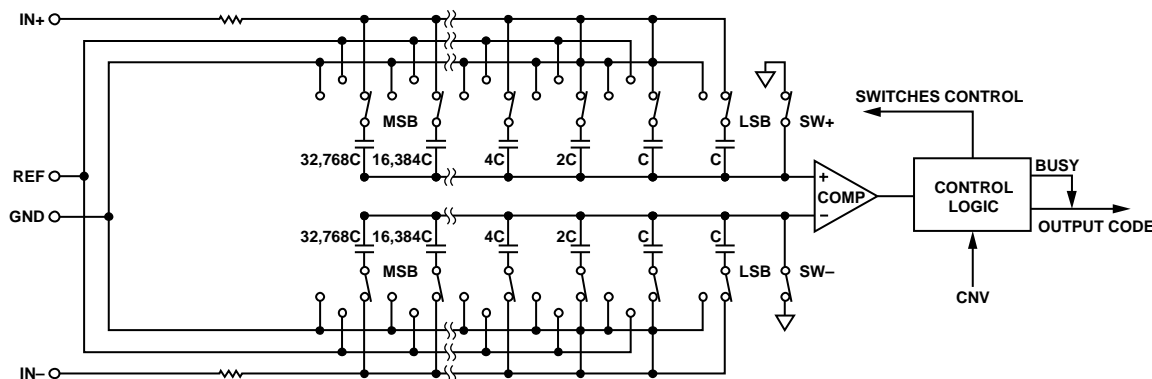 IN+
MSB
LSB
SW+
SWITCHES CONTROL
32,768C 16,384C 4C 2C C C
BUSY
REF
COMP
CONTROL
LOGIC
GND
OUTPUT CODE
32,768C 16,384C 4C 2C C C
MSB
LSB
SW–
CNV
IN–
+
–